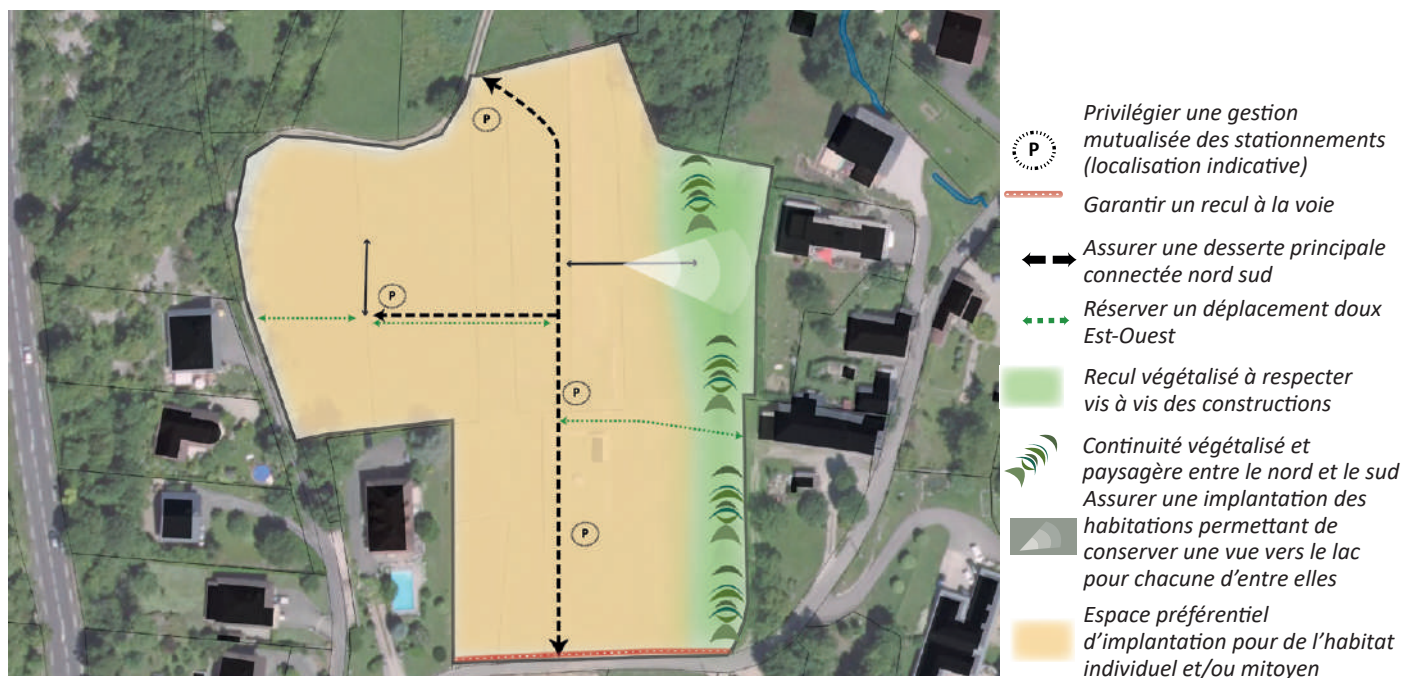 P
P
P
P
P
Privilégier une gestion
mutualisée des stationnements
(localisation indicative)
Garantir un recul à la voie
Assurer une desserte principale
connectée nord sud
Réserver un déplacement doux
Est-Ouest
Recul végétalisé à respecter
vis à vis des constructions
Continuité végétalisé et
paysagère entre le nord et le sud
Assurer une implantation des
habitations permettant de
conserver une vue vers le lac
pour chacune d'entre elles
Espace préférentiel
d'implantation pour de l'habitat
individuel et/ou mitoyen